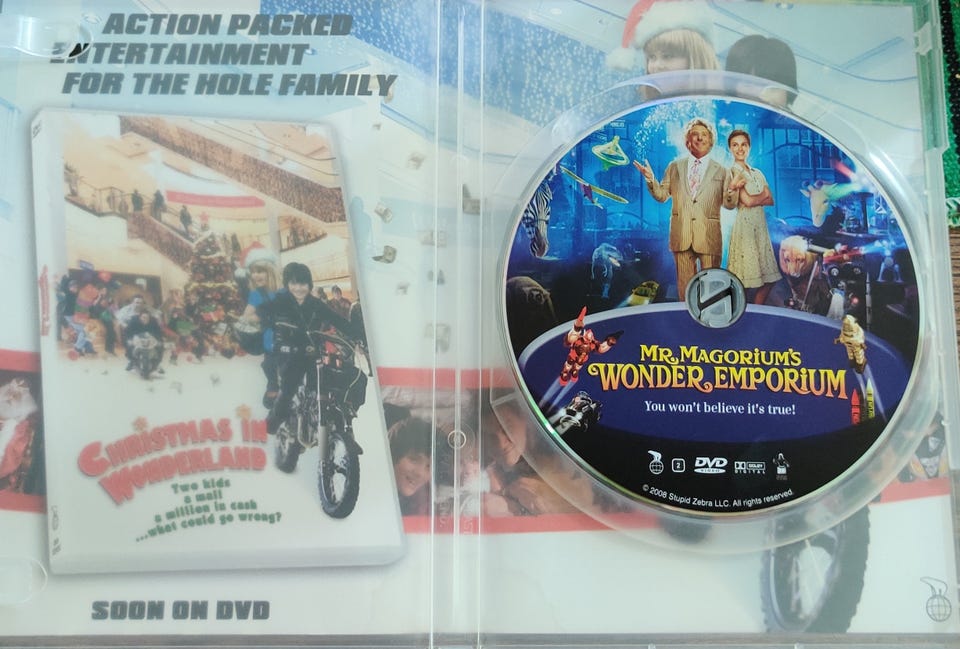 ACTION PACKED
ENTERTAINMENT
FOR THE HOLE FAMILY
CHRISTMAS IN
WONDERLAND
Two kids
a mall
a million in cash
...what could go wrong?
SOON ON DVD
MR. MAGORIUM'S
WONDER EMPORIUM
You won't believe it's true!
2
DVD
VIDEO
DOLBY
DIGITAL
© 2008 Stupid Zebra LLC. All rights reserved.